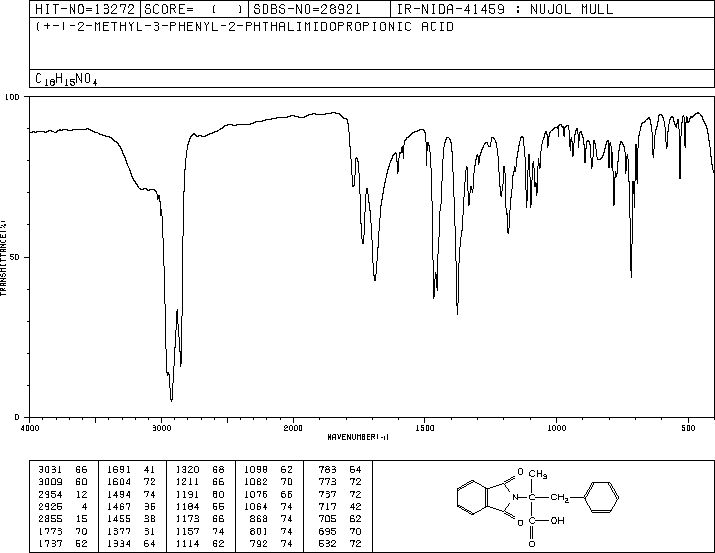 HIT-NO=13272 SCORE= ( ) SDBS-NO=28921 IR-NIDA-41459 : NUJOL MULL
(+-)-2-METHYL-3-PHENYL-2-PHTHALIMIDOPROPIONIC ACID
C18H15NO4
100
50
0
TRANSMITTANCE(%)
4000 3000 2000 1500 1000 500
WAVENUMBER(-1)
3031 66 1691 41 1320 68 1098 62 783 64
3009 60 1604 72 1211 66 1082 70 773 72
2954 12 1494 74 1191 60 1076 66 737 72
2925 4 1467 36 1184 55 1064 74 717 42
2855 15 1455 38 1173 66 868 74 705 62
1773 70 1377 31 1157 74 801 74 695 70
1737 52 1334 64 1114 62 792 74 632 72
O CH3
N C CH2
O C OH
O